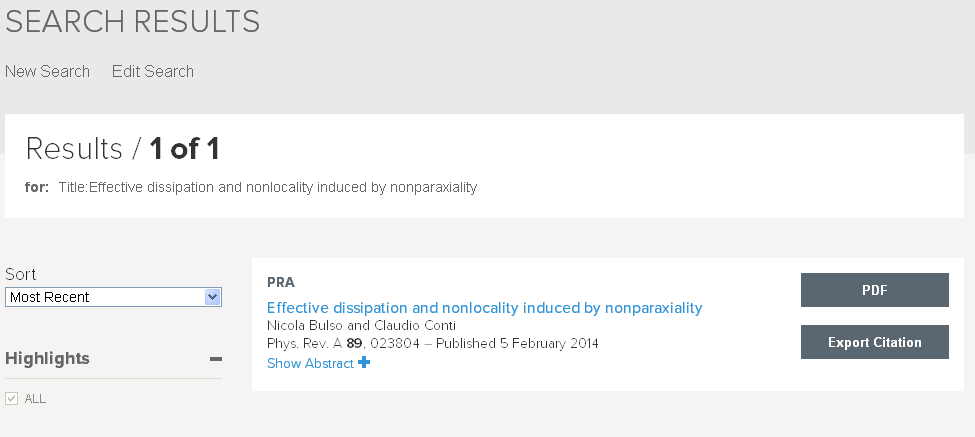 SEARCH RESULTS
New Search Edit Search
Results / 1 of 1
for: Title:Effective dissipation and nonlocality induced by nonparaxiality
Sort
Most Recent
Highlights
ALL
PRA
Effective dissipation and nonlocality induced by nonparaxiality
Nicola Bulso and Claudio Conti
Phys. Rev. A 89, 023804 – Published 5 February 2014
Show Abstract
PDF
Export Citation